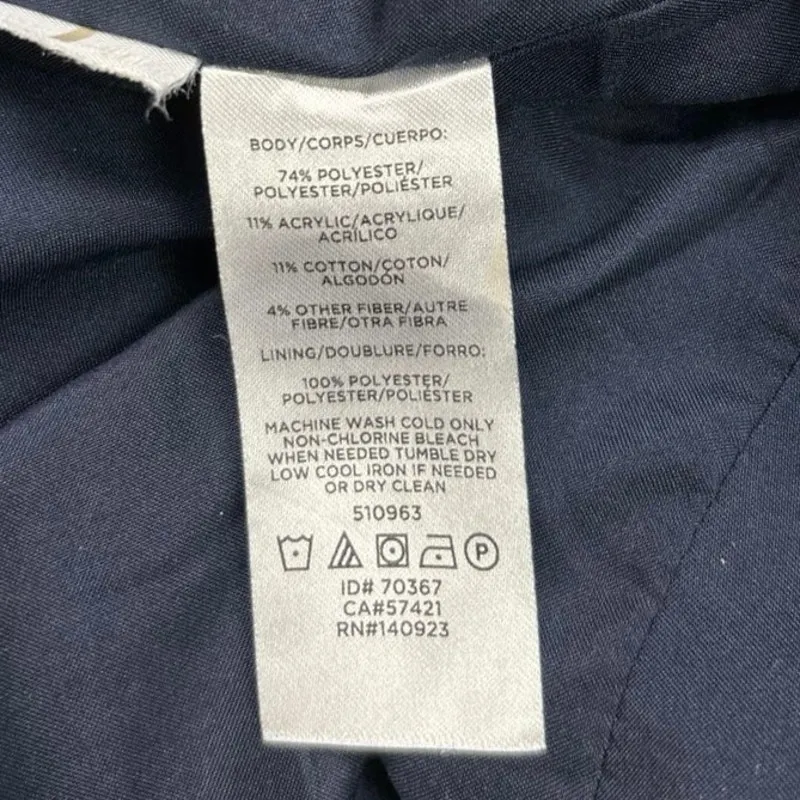 BODY/CORPS/CUERPO:
74% POLYESTER/
POLYESTER/POLIÉSTER
11% ACRYLIC/ACRYLIQUE/
ACRÍLICO
11% COTTON/COTON/
ALGODÓN
4% OTHER FIBER/AUTRE
FIBRE/OTRA FIBRA
LINING/DOUBLURE/FORRO:
100% POLYESTER/
POLYESTER/POLIÉSTER
MACHINE WASH COLD ONLY
NON-CHLORINE BLEACH
WHEN NEEDED TUMBLE DRY
LOW COOL IRON IF NEEDED
OR DRY CLEAN
510963
P
ID# 70367
CA#57421
RN#140923